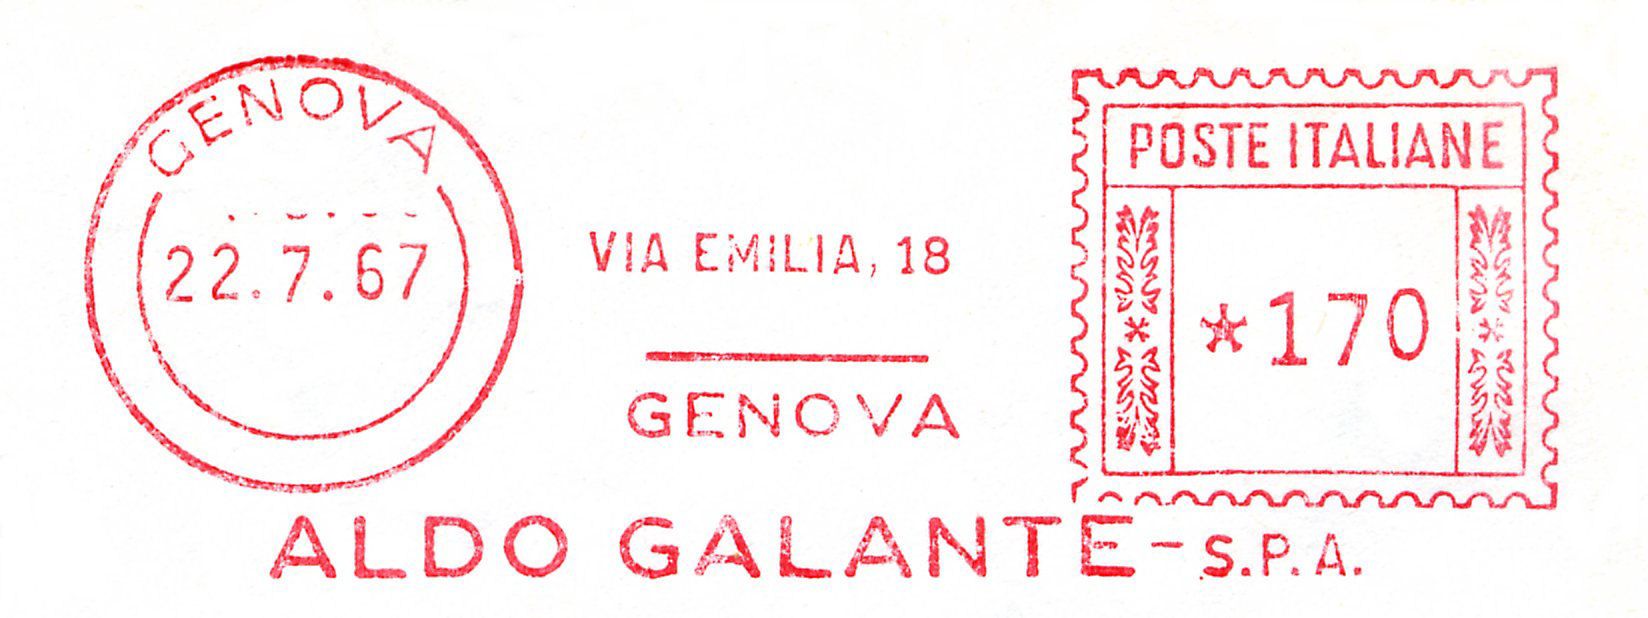 GENOVA
22.7.67
VIA EMILIA, 18
GENOVA
ALDO GALANTE - S.P.A.
POSTE ITALIANE
*170